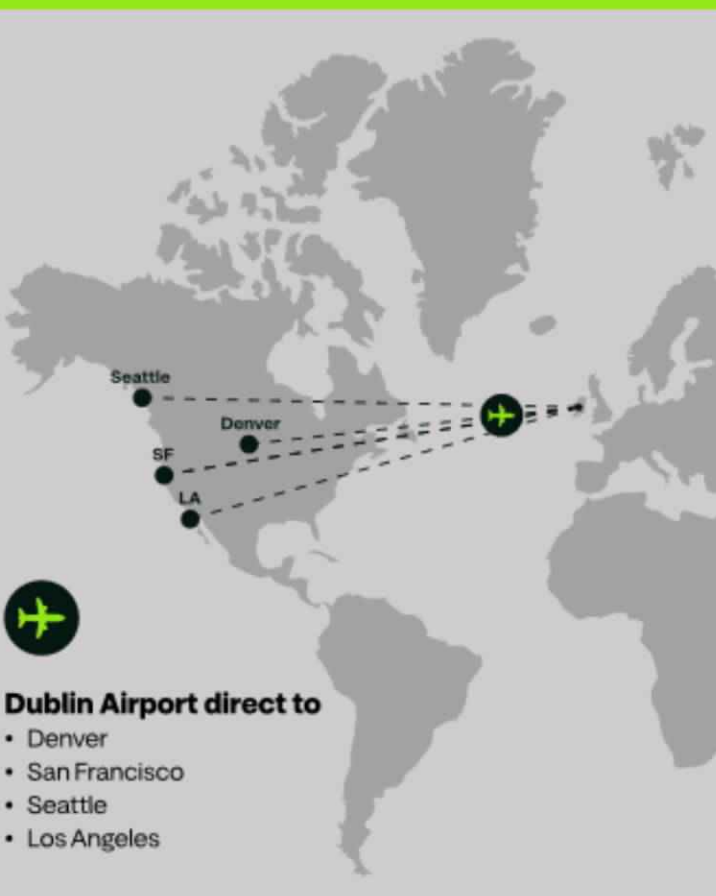 Seattle
Denver
SF
LA
Dublin Airport direct to
• Denver
• San Francisco
• Seattle
• Los Angeles